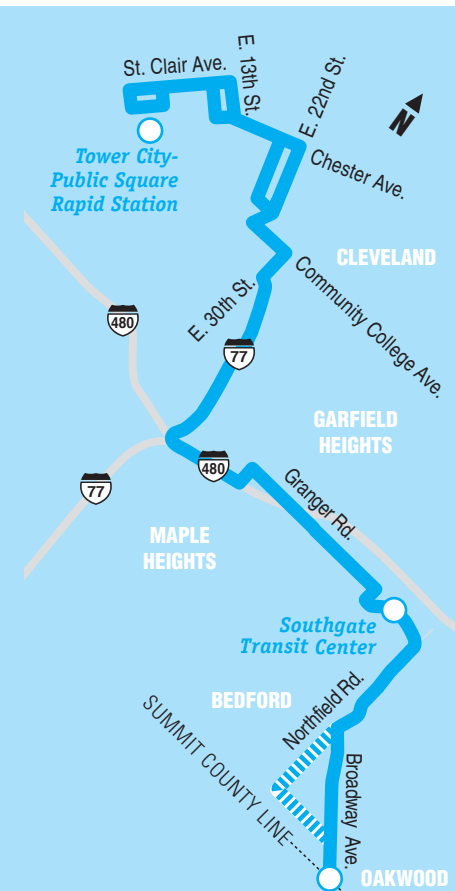 St. Clair Ave.
E. 13th St.
E. 22nd St.
N
Tower City-
Public Square
Rapid Station
Chester Ave.
CLEVELAND
Community College Ave.
E. 30th St.
480
77
GARFIELD
HEIGHTS
480
77
Granger Rd.
MAPLE
HEIGHTS
Southgate
Transit Center
BEDFORD
Northfield Rd.
SUMMIT COUNTY LINE
Broadway Ave.
OAKWOOD